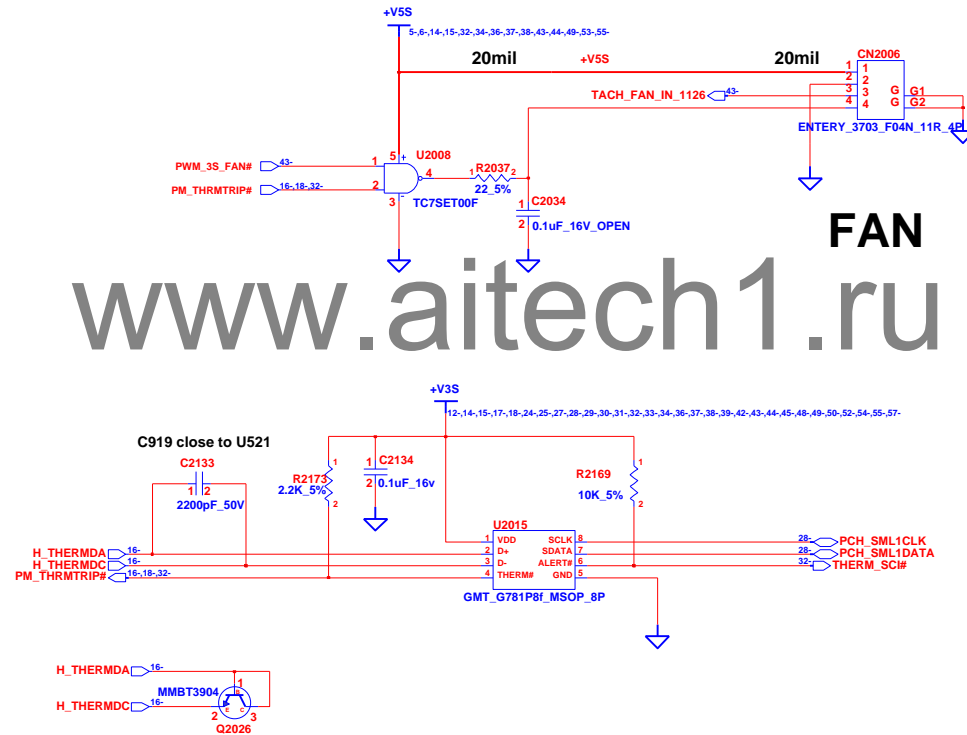 +V5S
5-,6-,14-,15-,32-,34-,36-,37-,38-,43-,44-,49-,53-,55-
20mil +V5S 20mil
CN2006
1 1
2 2
3 3
4 4
G G1
G G2
TACH_FAN_IN_1126 43-
ENTERY_3703_F04N_11R_4P
PWM_3S_FAN# 43- 1
PM_THRMTRIP# 16-,18-,32- 2
5 +
U2008
4
3 -
TC7SET00F
1 R2037 2
22_5%
1 C2034
2 0.1uF_16V_OPEN
FAN
www.aitech1.ru
+V3S
12-,14-,15-,17-,18-,24-,25-,27-,28-,29-,30-,31-,32-,33-,34-,36-,37-,38-,39-,42-,43-,44-,45-,48-,49-,50-,52-,54-,55-,57-
C919 close to U521
C2133
1 2
2200pF_50V
R2173
1
2.2K_5%
2
1 C2134
2 0.1uF_16v
R2169
1
10K_5%
2
U2015
1 VDD SCLK 8
2 D+ SDATA 7
3 D- ALERT# 6
4 THERM# GND 5
GMT_G781P8f_MSOP_8P
H_THERMDA 16-
H_THERMDC 16-
PM_THRMTRIP# 16-,18-,32-
28- PCH_SML1CLK
28- PCH_SML1DATA
32- THERM_SCI#
H_THERMDA 16-
H_THERMDC 16-
MMBT3904
1
B
E C
2 3
Q2026